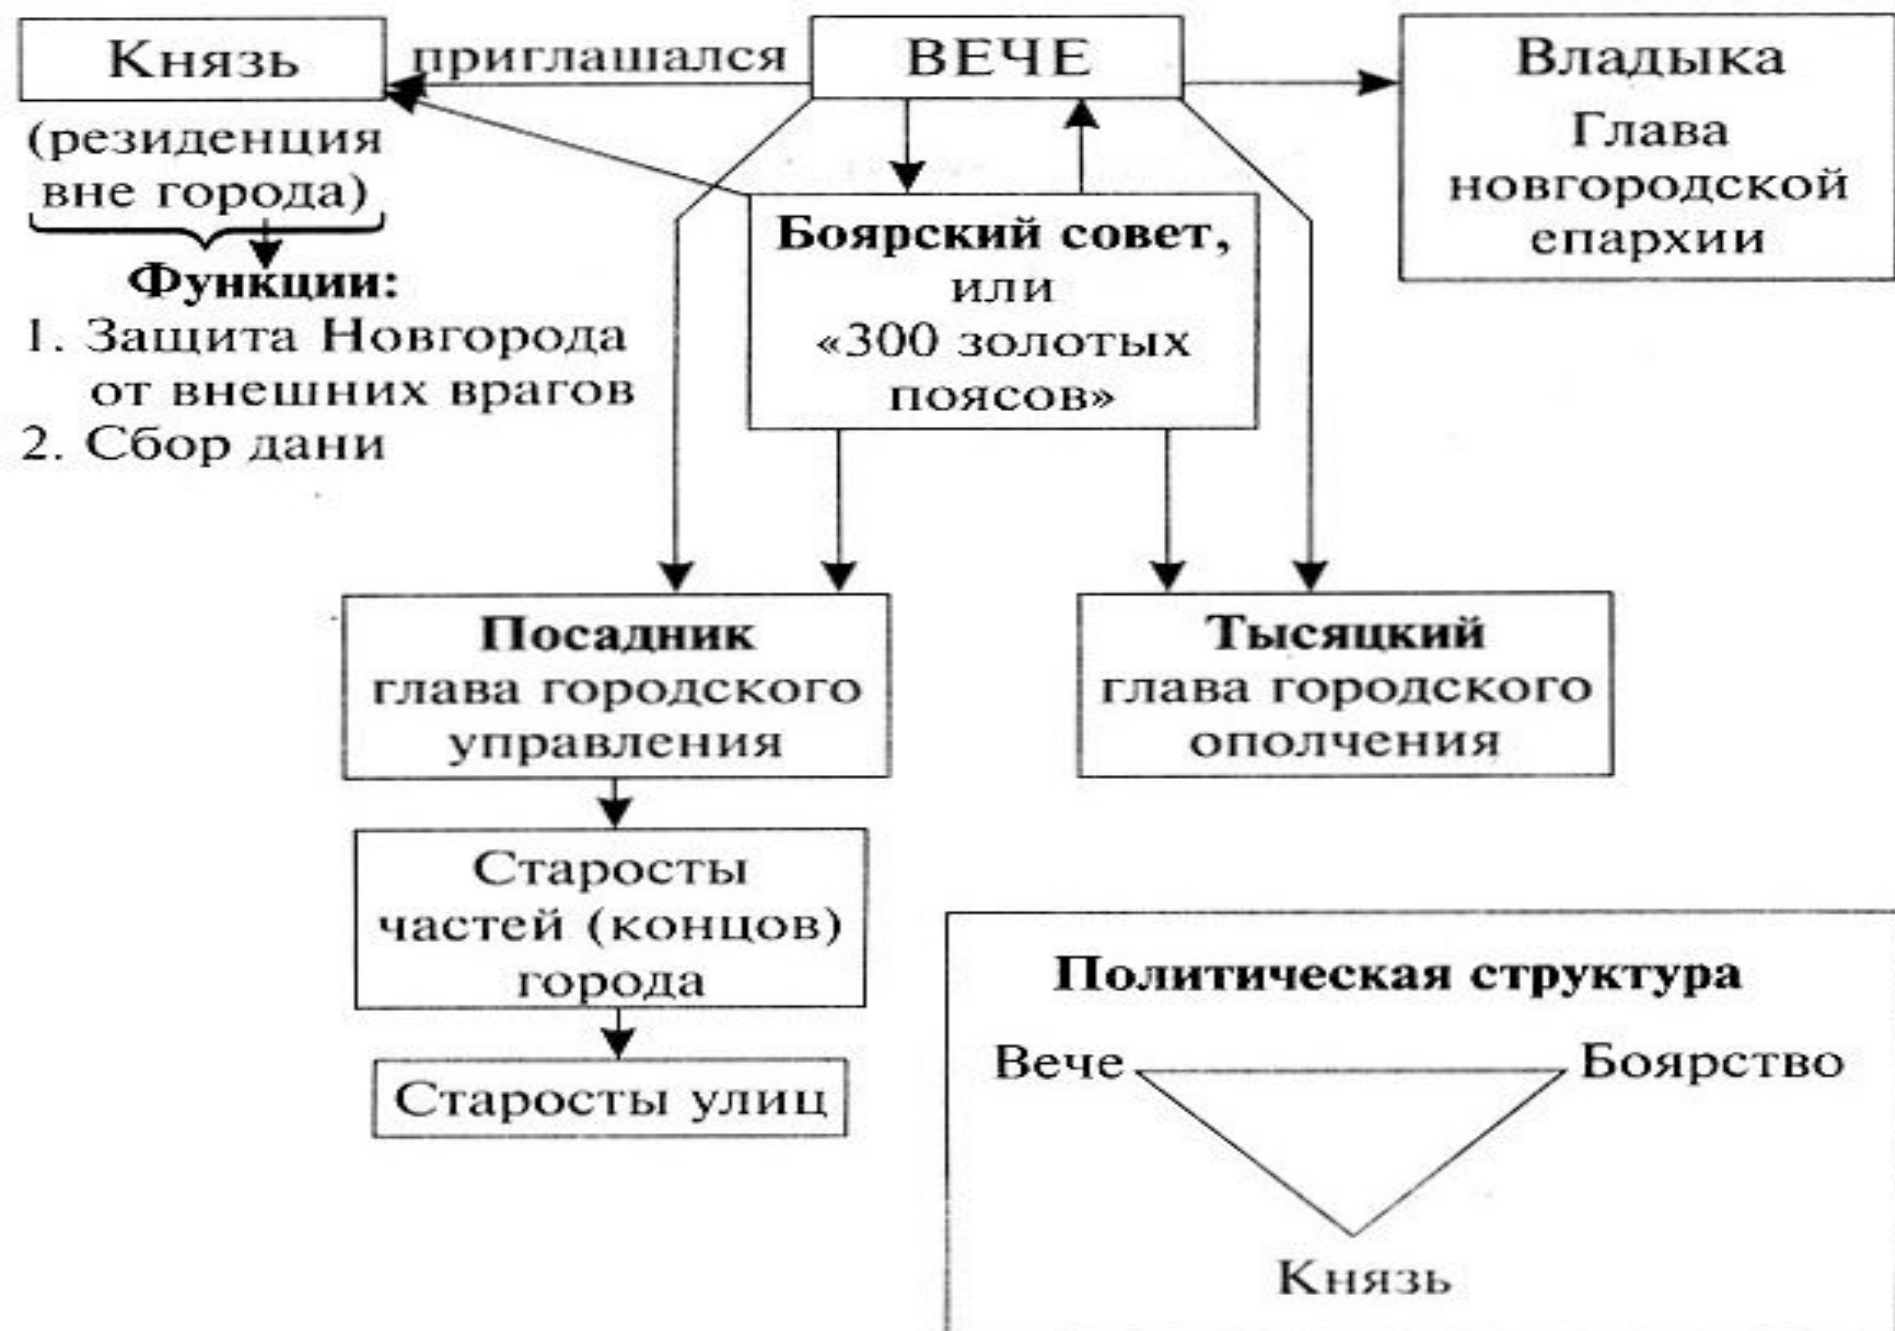 Князь
приглашался
ВЕЧЕ
Владыка
Глава
новгородской
епархии
(резиденция
вне города)
Функции:
1. Защита Новгорода
от внешних врагов
2. Сбор дани
Боярский совет,
или
«300 золотых
поясов»
Посадник
глава городского
управления
Тысяцкий
глава городского
ополчения
Старосты
частей (концов)
города
Старосты улиц
Политическая структура
Вече
Боярство
Князь